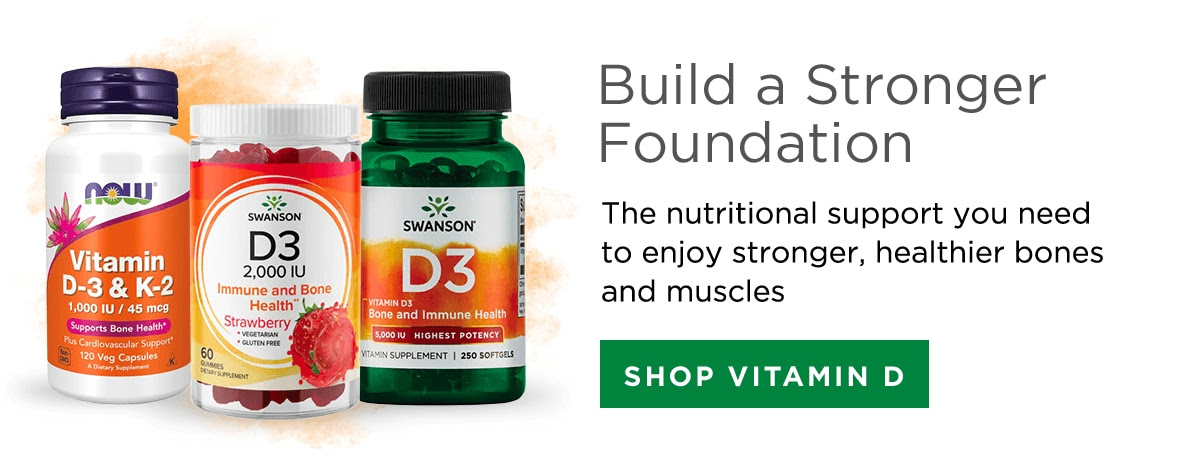 Build a Stronger
Foundation
The nutritional support you need
to enjoy stronger, healthier bones
and muscles
SHOP VITAMIN D
now
Vitamin
D-3 & K-2
1,000 IU / 45 mcg
Supports Bone Health*
Plus Cardiovascular Support*
120 Veg Capsules
A Dietary Supplement
SWANSON
D3
2,000 IU
Immune and Bone
Health**
Strawberry
• VEGETARIAN
• GLUTEN FREE
60
GUMMIES
DIETARY SUPPLEMENT
SWANSON®
D3
VITAMIN D3
Bone and Immune Health
5,000 IU HIGHEST POTENCY
VITAMIN SUPPLEMENT | 250 SOFTGELS